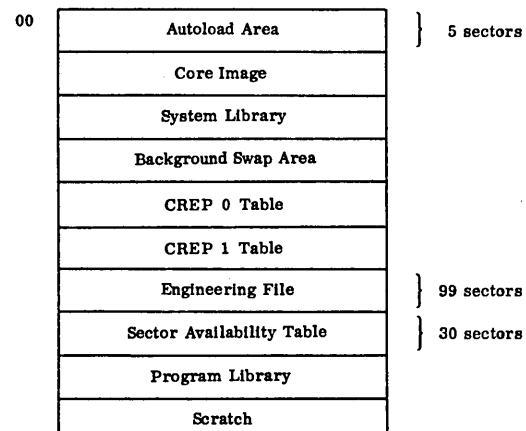 00 Autoload Area } 5 sectors
Core Image
System Library
Background Swap Area
CREP 0 Table
CREP 1 Table
Engineering File } 99 sectors
Sector Availability Table } 30 sectors
Program Library
Scratch